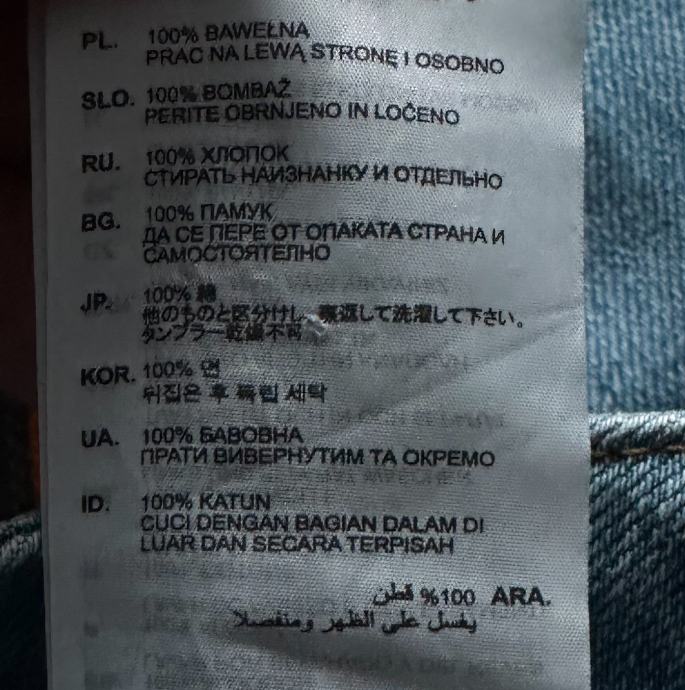 PL. 100% BAWEŁNA
PRAĆ NA LEWĄ STRONĘ I OSOBNO
SLO. 100% BOMBAŽ
PERITE OBRNJENO IN LOČENO
RU. 100% ХЛОПОК
СТИРАТЬ НАИЗНАНКУ И ОТДЕЛЬНО
BG. 100% ПАМУК
ДА СЕ ПЕРЕ ОТ ОПАКАТА СТРАНА И
САМОСТОЯТЕЛНО
JP. 100% 綿
他のものと区分けし、裏返して洗濯して下さい。
タンブラー乾燥不可
KOR. 100% 면
뒤집은 후 독립 세탁
UA. 100% БАВОВНА
ПРАТИ ВИВЕРНУТИМ ТА ОКРЕМО
ID. 100% KATUN
CUCI DENGAN BAGIAN DALAM DI
LUAR DAN SECARA TERPISAH
ARA. 100% قطن
يغسل على الظهر ومنفصلا